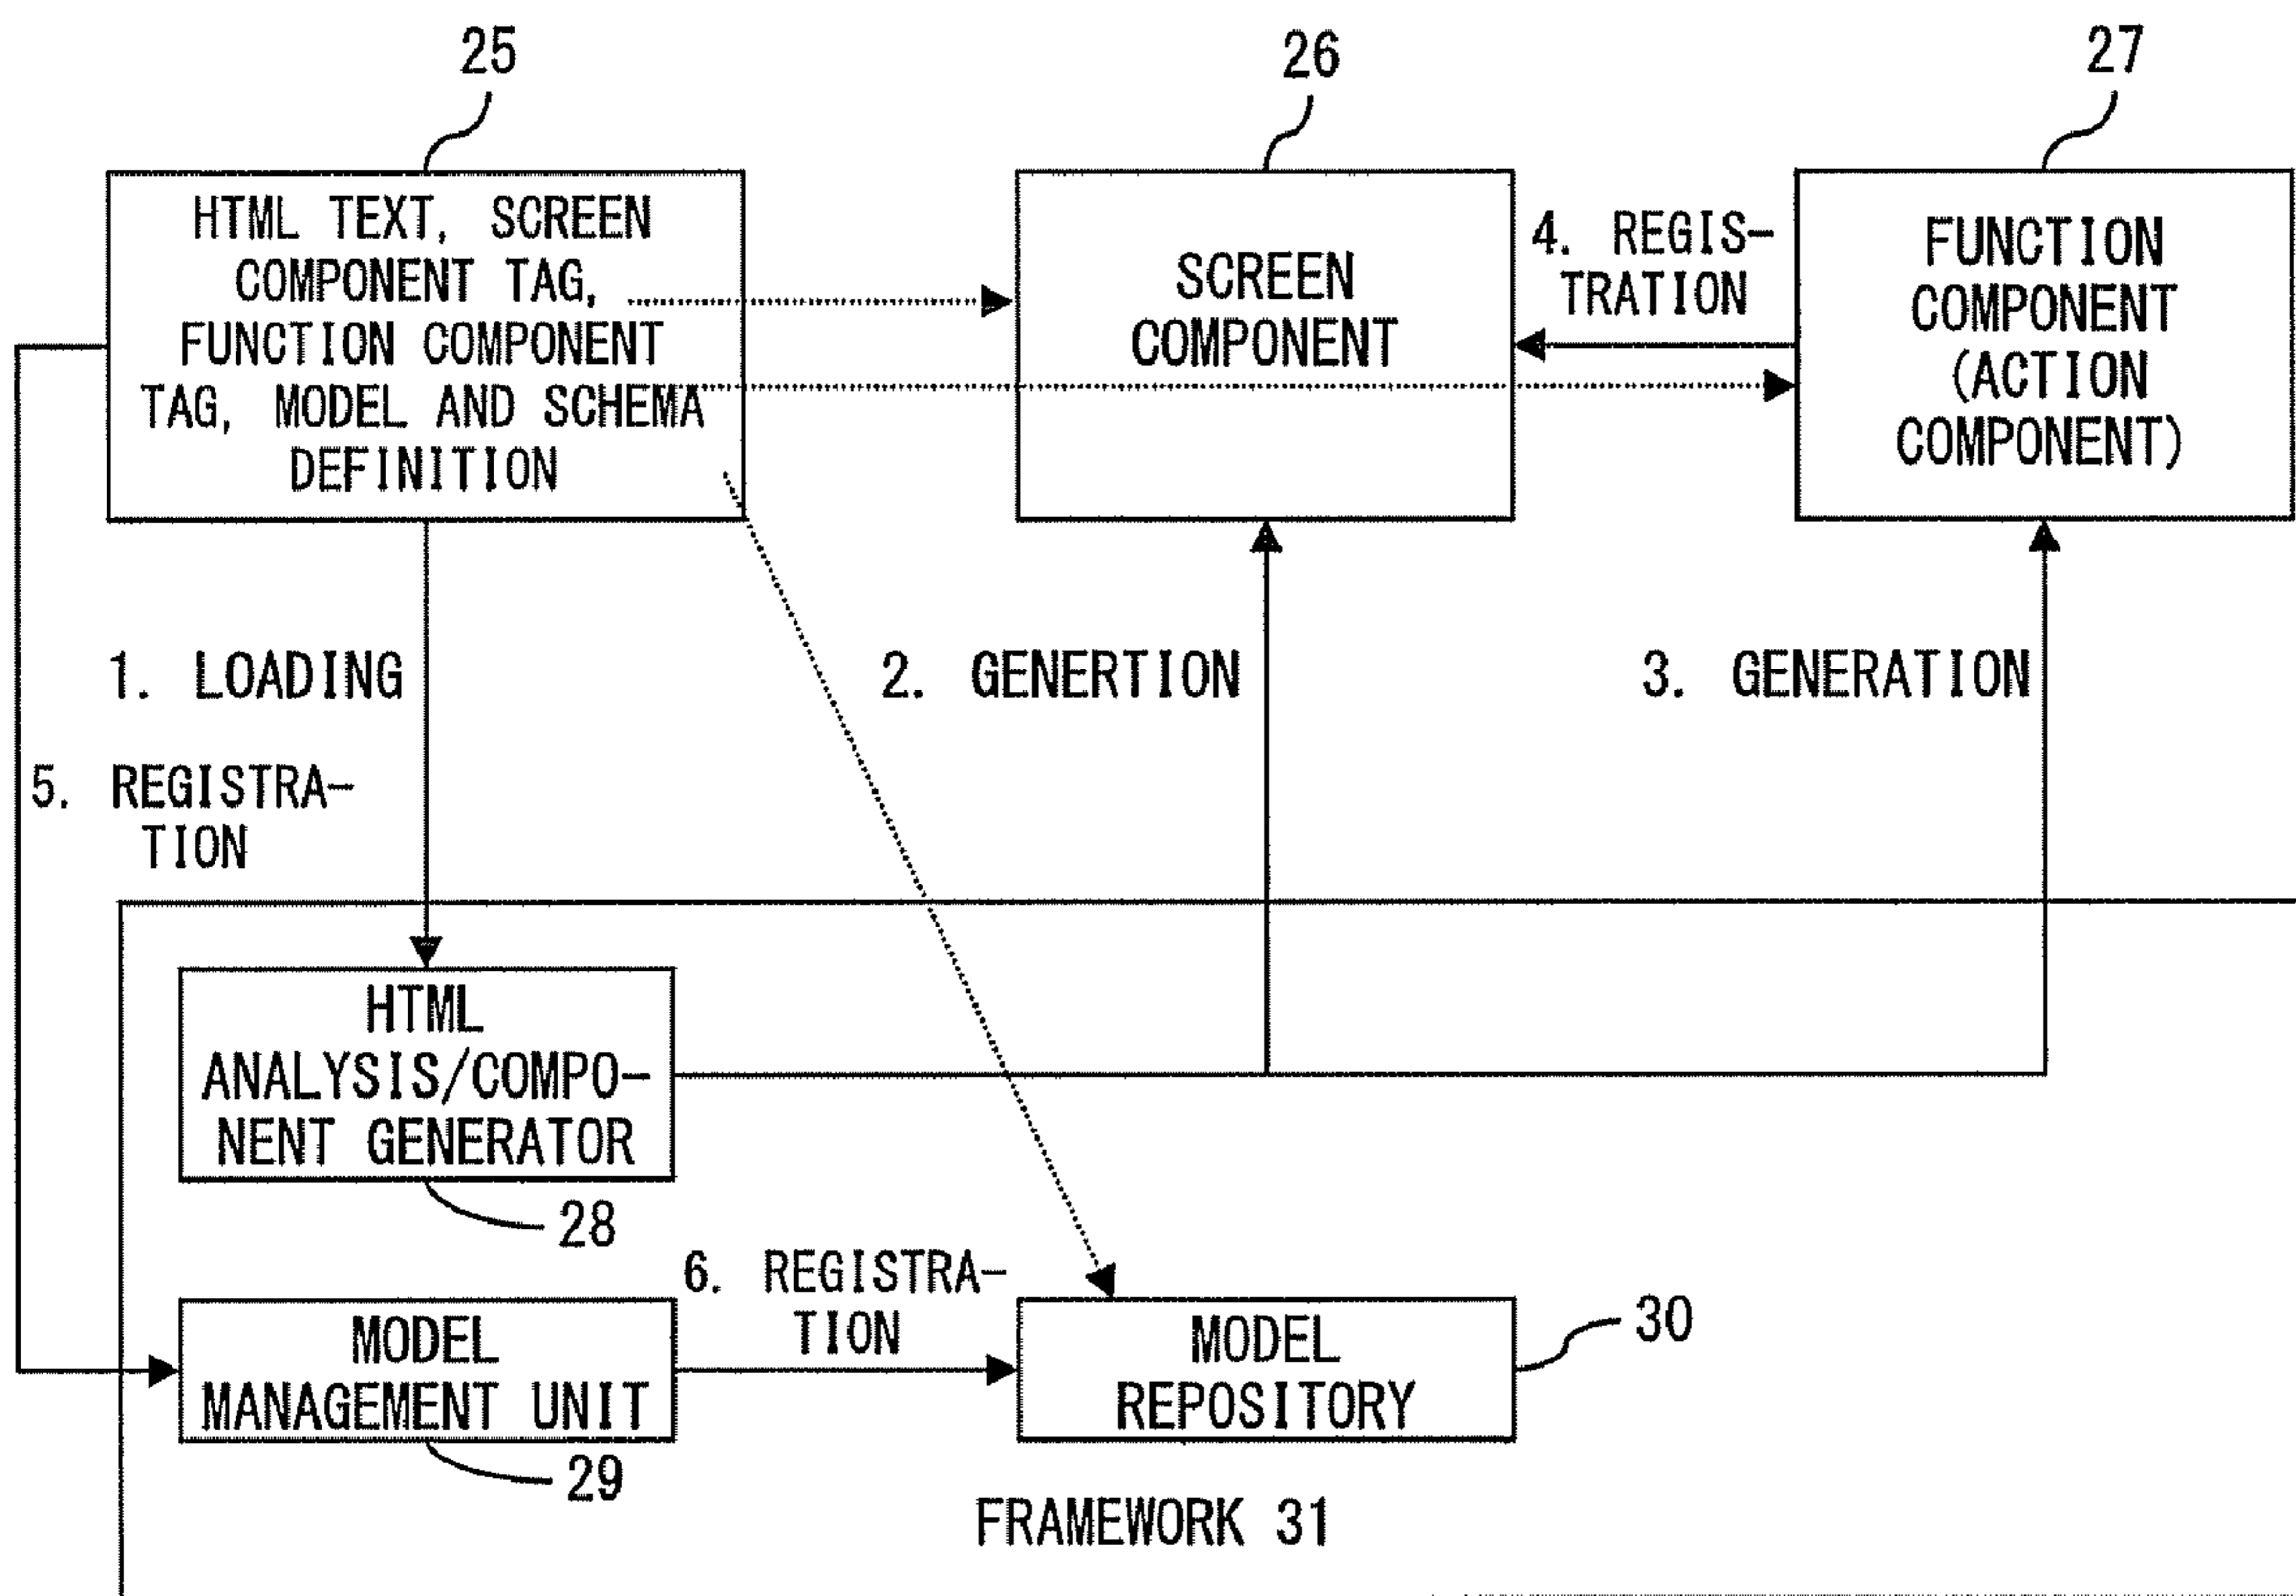 25
26
27
HTML TEXT, SCREEN
COMPONENT TAG,
FUNCTION COMPONENT
TAG, MODEL AND SCHEMA
DEFINITION
SCREEN
COMPONENT
4. REGIS-
TRATION
FUNCTION
COMPONENT
(ACTION
COMPONENT)
1. LOADING
2. GENERTION
3. GENERATION
5. REGISTRA-
TION
HTML
ANALYSIS/COMPO-
NENT GENERATOR
28
6. REGISTRA-
TION
MODEL
MANAGEMENT UNIT
29
MODEL
REPOSITORY
30
FRAMEWORK 31